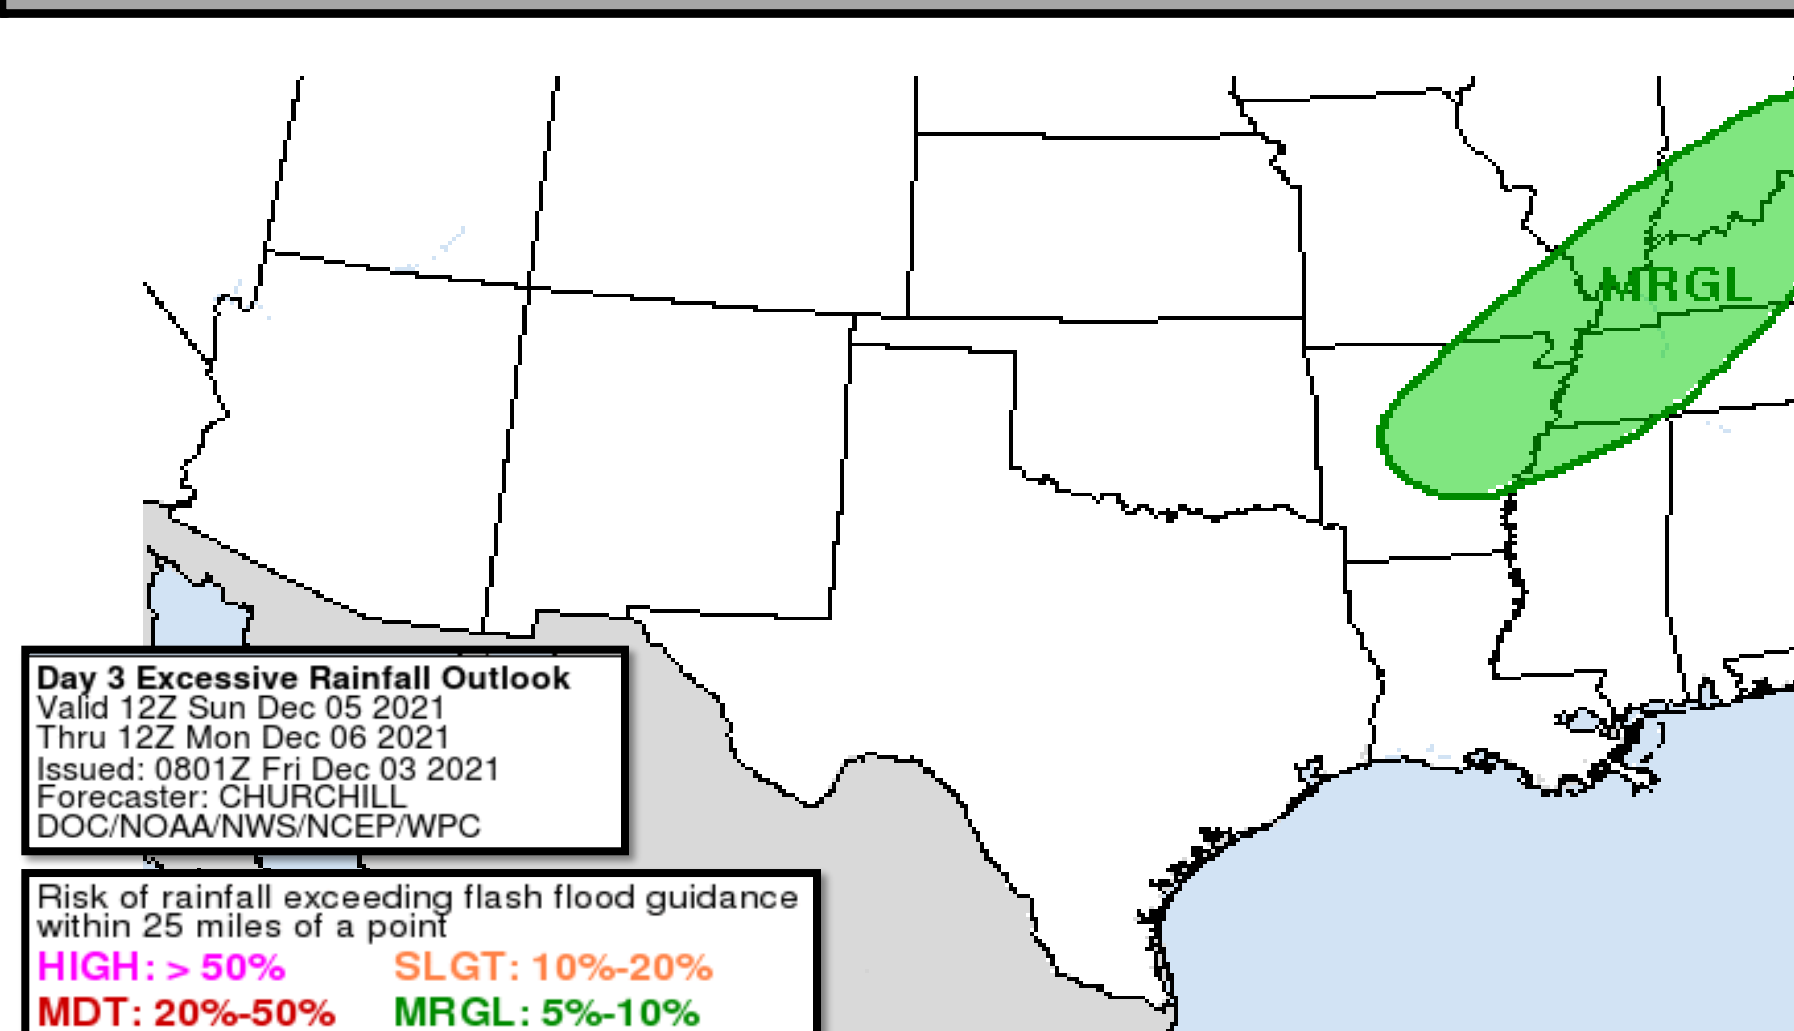 MRGL
Day 3 Excessive Rainfall Outlook
Valid 12Z Sun Dec 05 2021
Thru 12Z Mon Dec 06 2021
Issued: 0801Z Fri Dec 03 2021
Forecaster: CHURCHILL
DOC/NOAA/NWS/NCEP/WPC
Risk of rainfall exceeding flash flood guidance
within 25 miles of a point
HIGH: > 50% SLGT: 10%-20%
MDT: 20%-50% MRGL: 5%-10%